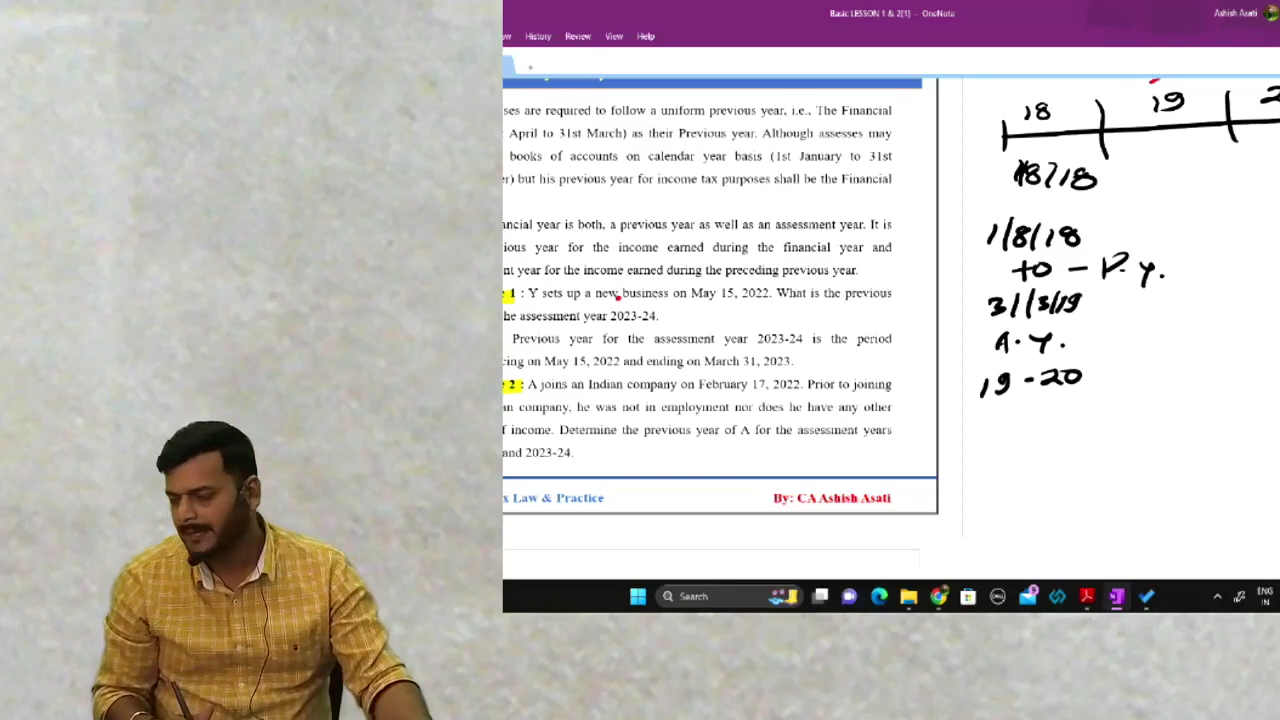 Basic LESSON 1 & 2[1] - OneNote
Ashish Asati
History Review View Help
ses are required to follow a uniform previous year, i.e., The Financial
April to 31st March) as their Previous year. Although assesses may
books of accounts on calendar year basis (1st January to 31st
er) but his previous year for income tax purposes shall be the Financial
ncial year is both, a previous year as well as an assessment year. It is
ious year for the income earned during the financial year and
nt year for the income earned during the preceding previous year.
e 1 : Y sets up a new business on May 15, 2022. What is the previous
he assessment year 2023-24.
Previous year for the assessment year 2023-24 is the period
cing on May 15, 2022 and ending on March 31, 2023.
e 2 : A joins an Indian company on February 17, 2022. Prior to joining
an company, he was not in employment nor does he have any other
f income. Determine the previous year of A for the assessment years
and 2023-24.
x Law & Practice
By: CA Ashish Asati
18 19 2
1/8/18
to - P.Y.
31/3/19
A.Y.
19-20
Search
ENG
IN